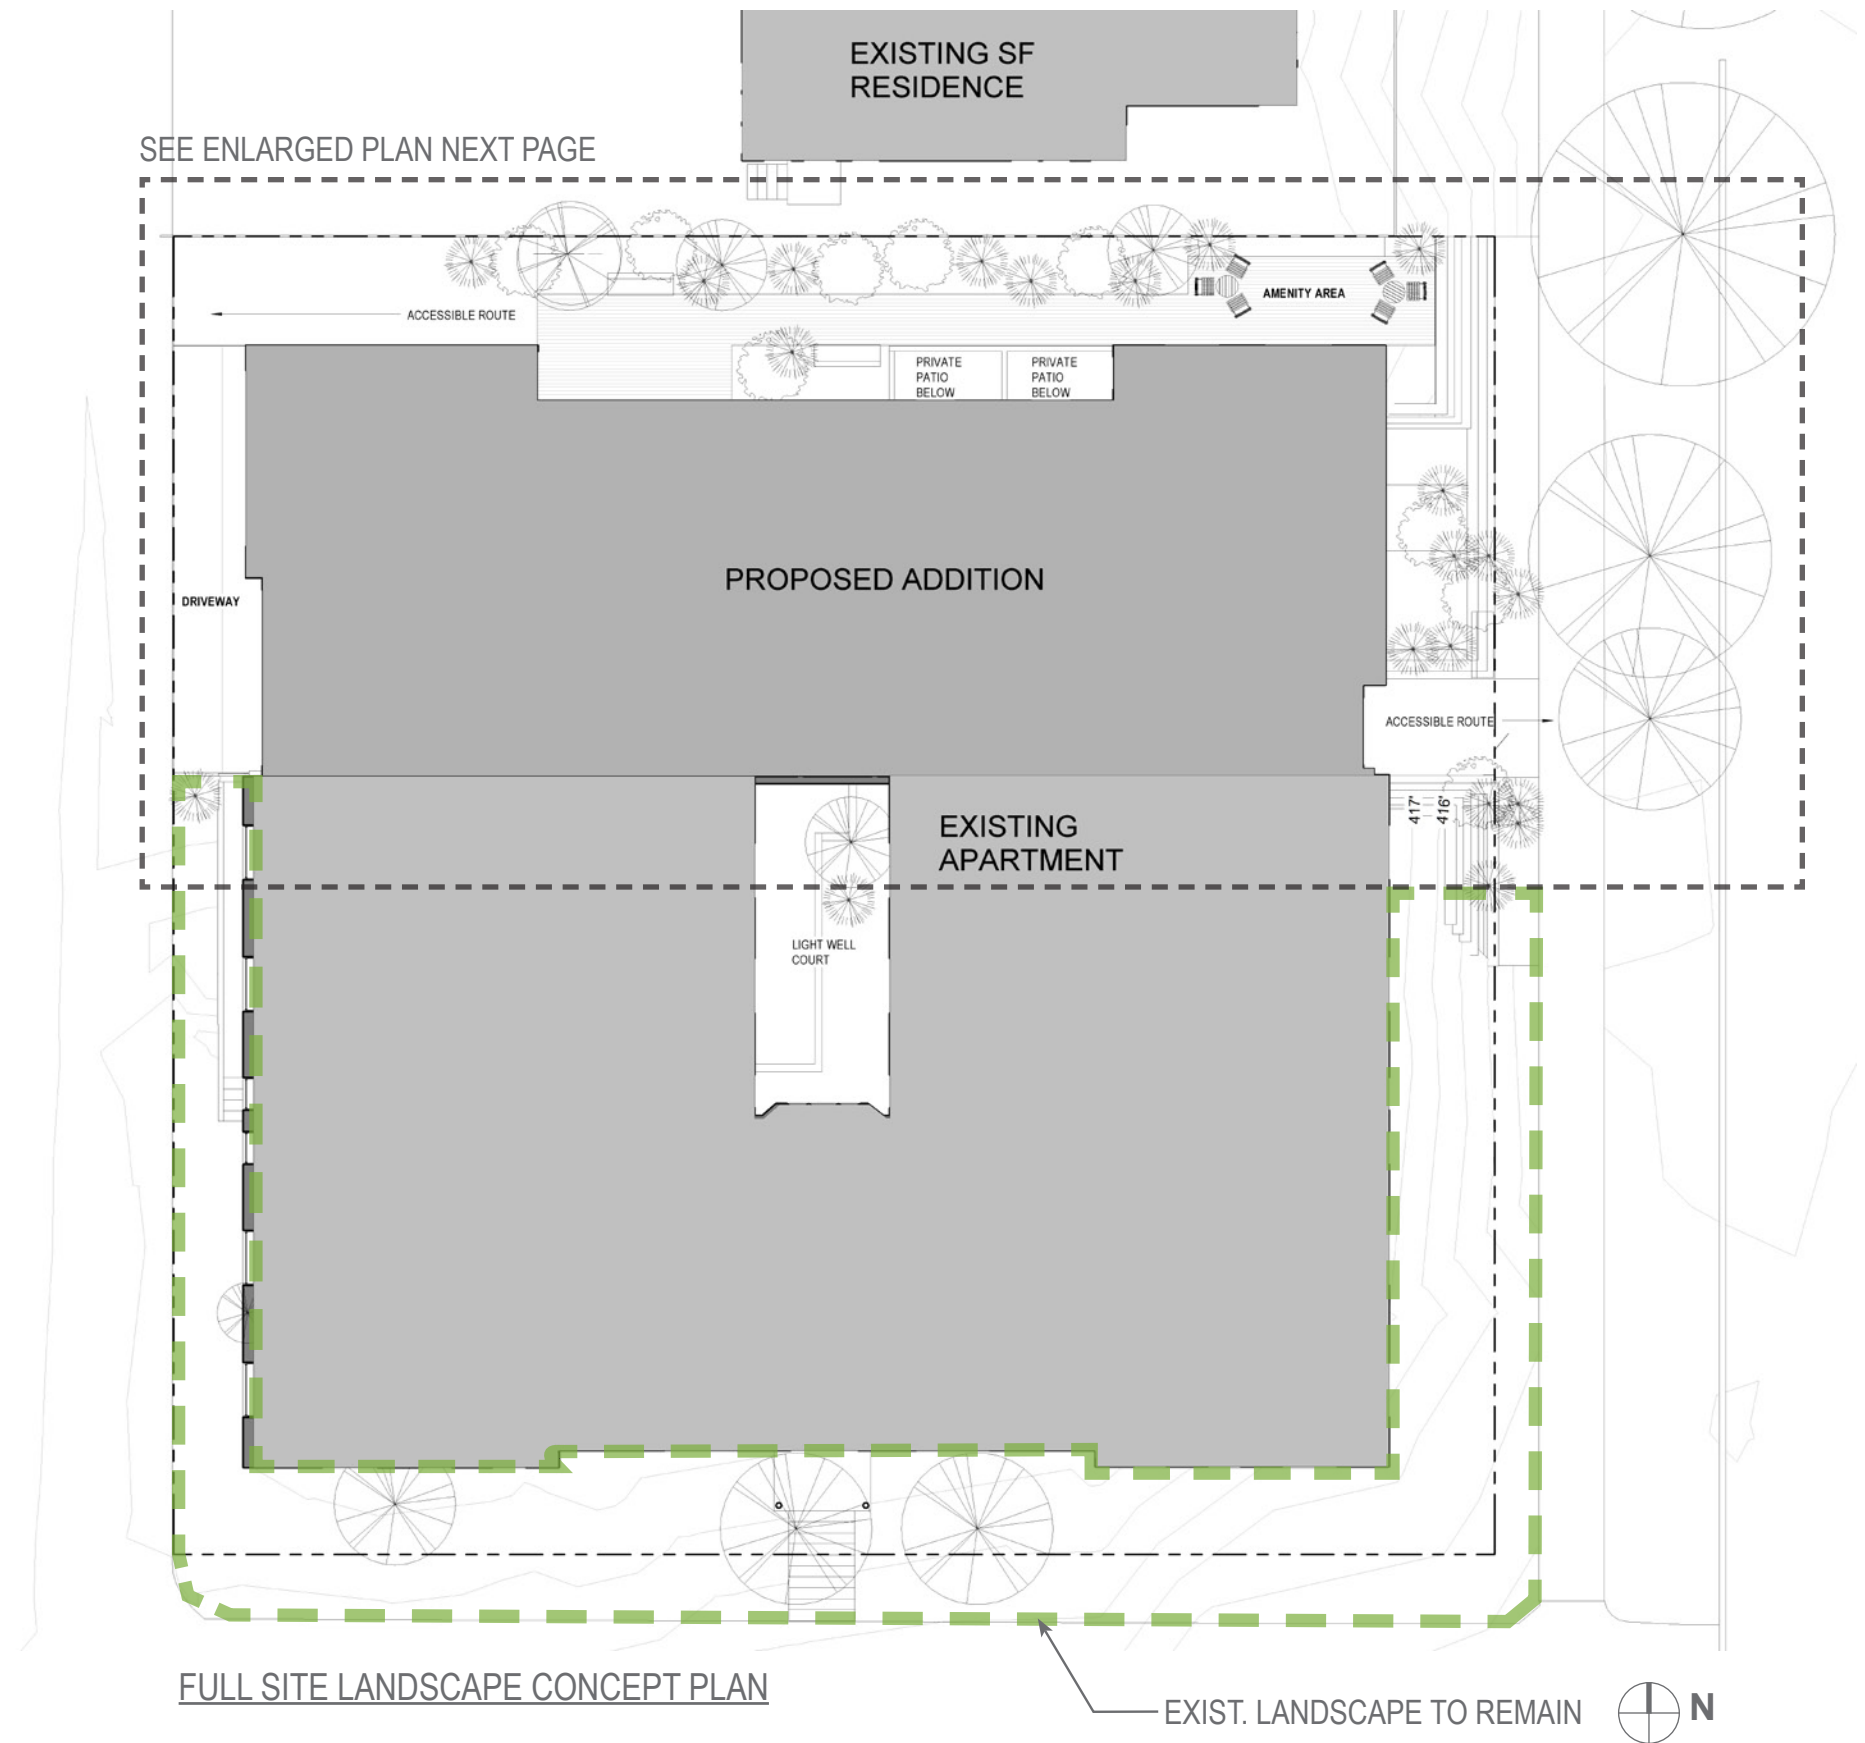 EXISTING SF
RESIDENCE
SEE ENLARGED PLAN NEXT PAGE
AMENITY AREA
ACCESSIBLE ROUTE
PRIVATE
PATIO
BELOW
PRIVATE
PATIO
BELOW
PROPOSED ADDITION
DRIVEWAY
ACCESSIBLE ROUTE
417'
416'
EXISTING
APARTMENT
LIGHT WELL
COURT
FULL SITE LANDSCAPE CONCEPT PLAN
EXIST. LANDSCAPE TO REMAIN
N